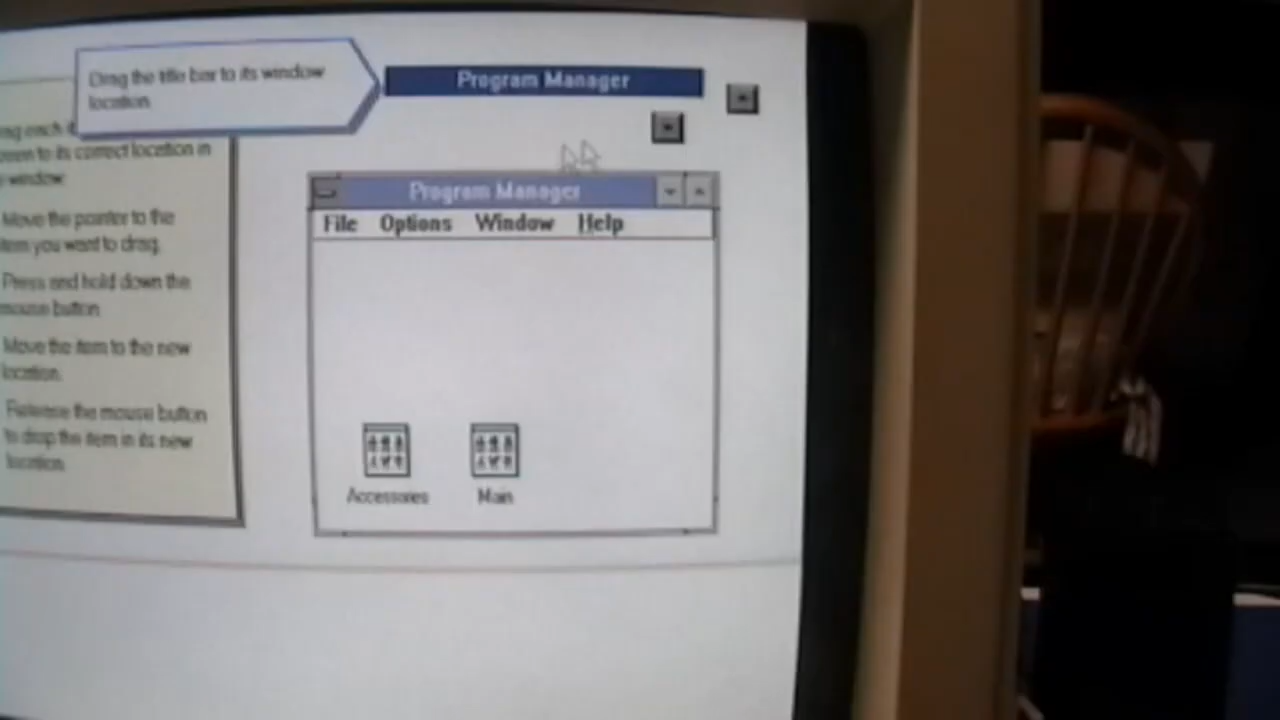 Drag the title bar to its window
location.
Program Manager
to its correct location in
window
Move the pointer to the
item you want to drag.
Press and hold down the
mouse button
Move the item to the new
location.
Release the mouse button
to drop the item in its new
location.
Program Manager
File Options Window Help
Accessories Main